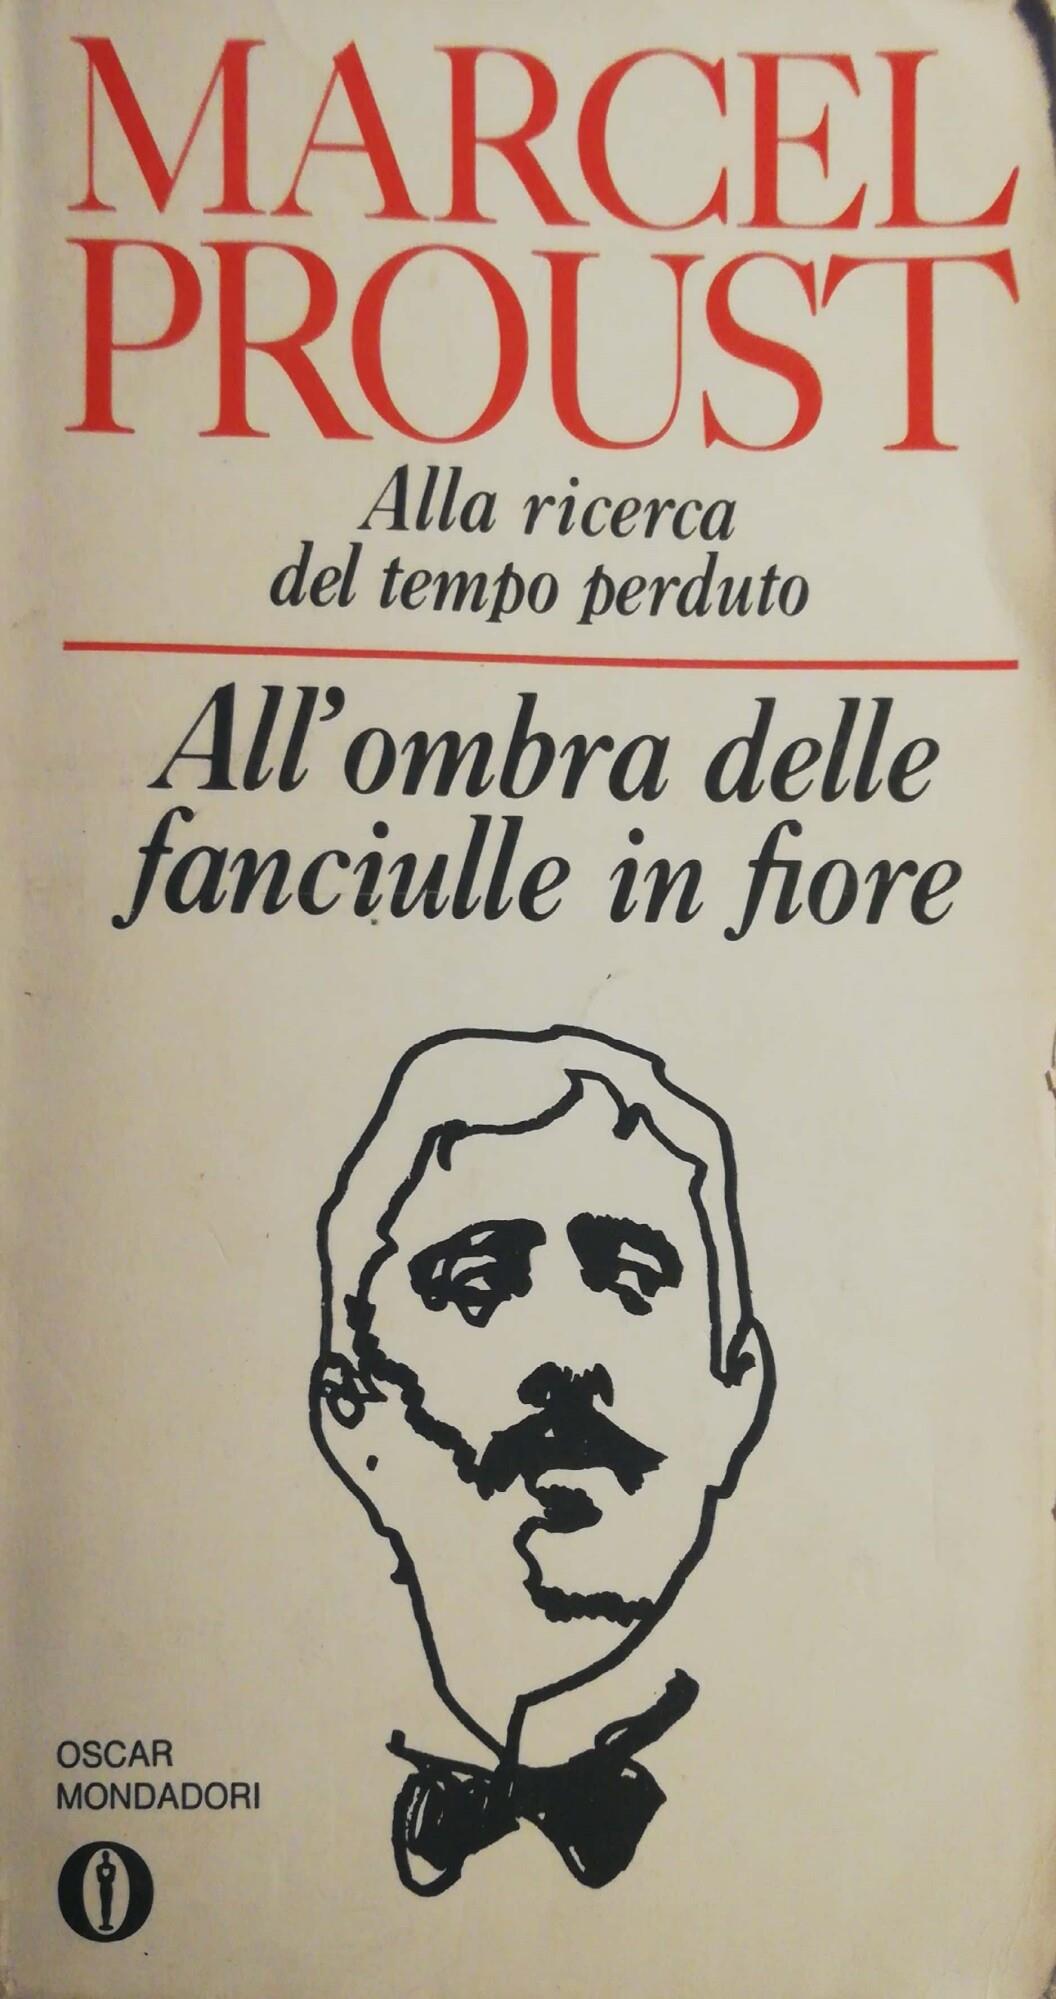 MARCEL
PROUST
Alla ricerca
del tempo perduto
All'ombra delle
fanciulle in fiore
OSCAR
MONDADORI
O